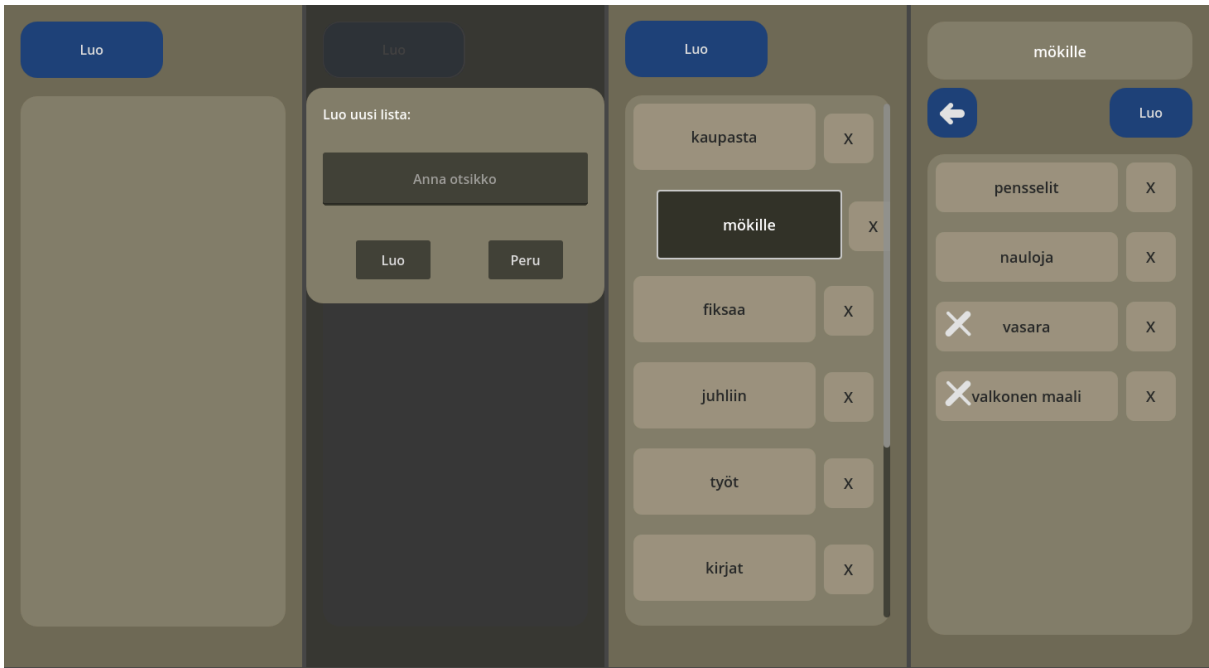 Luo
Luo
Luo uusi lista:
Anna otsikko
Luo Peru
Luo
kaupasta X
mökille X
fiksaa X
juhliin X
työt X
kirjat X
mökille
Luo
pensselit X
nauloja X
vasara X
valkonen maali X